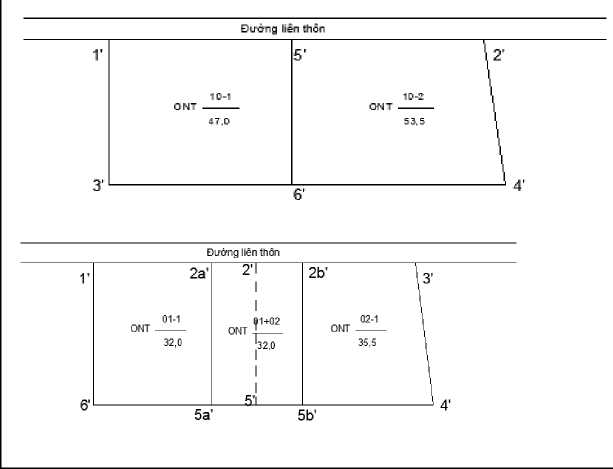 Đường liên thôn
1' 5' 2'
ONT 10-1 ONT 10-2
47,0 53,5
3' 6' 4'
Đường liên thôn
1' 2a' 2' 2b' 3'
ONT 01-1 ONT 01+02 ONT 02-1
32,0 32,0 35,5
6' 5a' 5' 5b' 4'